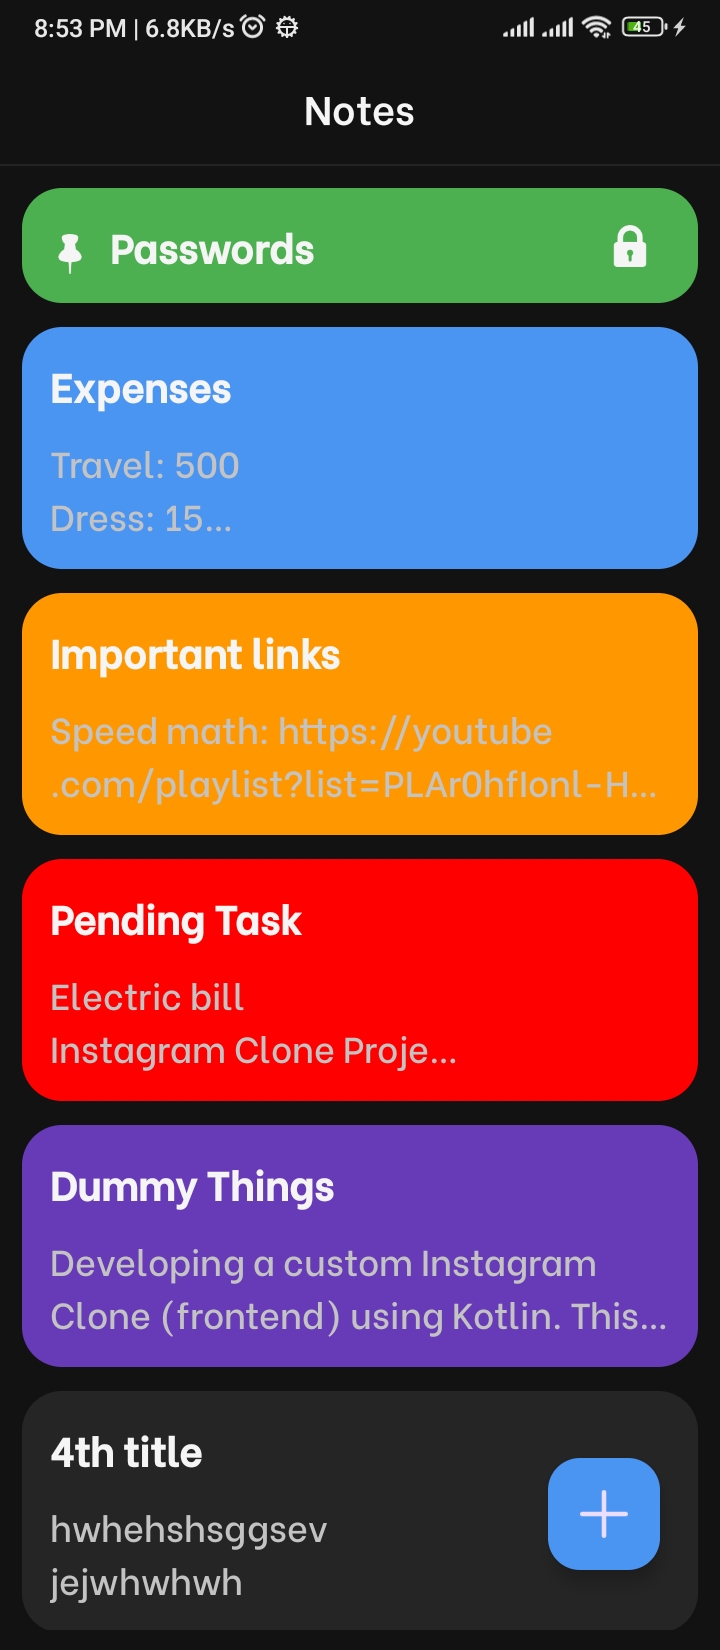 8:53 PM | 6.8KB/s
45
Notes
Passwords
Expenses
Travel: 500
Dress: 15...
Important links
Speed math: https://youtube
.com/playlist?list=PLAr0hfIonl-H...
Pending Task
Electric bill
Instagram Clone Proje...
Dummy Things
Developing a custom Instagram
Clone (frontend) using Kotlin. This...
4th title
hwhehshsggsev
jejwhwhwh